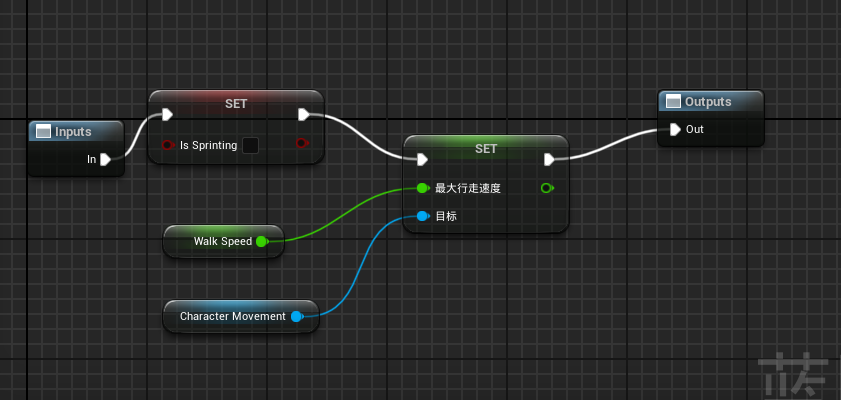 Inputs
In
SET
Is Sprinting
SET
最大行走速度
目标
Walk Speed
Character Movement
Outputs
Out
蓝